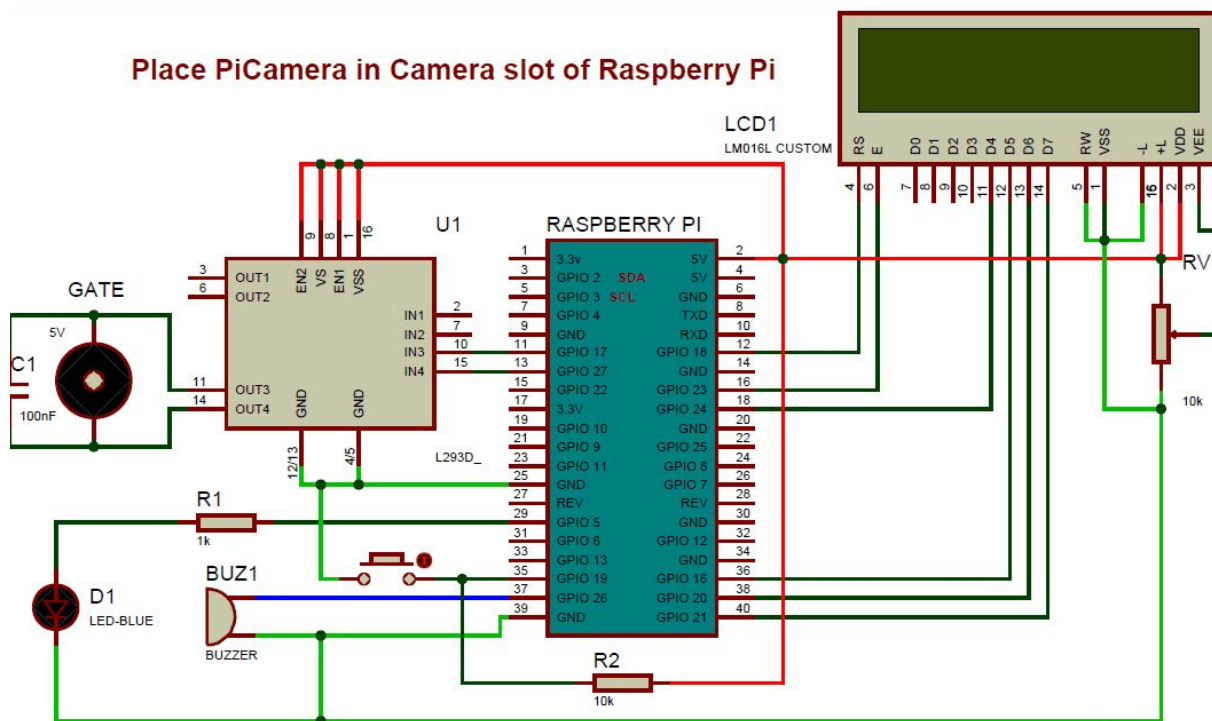 Place PiCamera in Camera slot of Raspberry Pi
LCD1
LM016L CUSTOM
RS
E
D0
D1
D2
D3
D4
D5
D6
D7
RW
VSS
-L
+L
VDD
VEE
4
6
7
8
9
10
11
12
13
14
5
1
2
3
U1
9
8
1
16
EN2
VS
EN1
VSS
3
OUT1
6
OUT2
IN1
2
IN2
7
IN3
10
IN4
15
11
OUT3
14
OUT4
GND
GND
12/13
4/5
L293D_
GATE
5V
C1
100nF
RASPBERRY PI
1
3.3v
5V
2
3
GPIO 2
SDA
5V
4
5
GPIO 3
SCL
GND
6
7
GPIO 4
TXD
8
9
GND
RXD
10
11
GPIO 17
GPIO 18
12
13
GPIO 27
GND
14
15
GPIO 22
GPIO 23
16
17
3.3V
GPIO 24
18
19
GPIO 10
GND
20
21
GPIO 9
GPIO 25
22
23
GPIO 11
GPIO 8
24
25
GND
GPIO 7
26
27
REV
REV
28
29
GPIO 5
GND
30
31
GPIO 6
GPIO 12
32
33
GPIO 13
GND
34
35
GPIO 19
GPIO 16
36
37
GPIO 26
GPIO 20
38
39
GND
GPIO 21
40
RV
10k
R1
1k
D1
LED-BLUE
BUZ1
BUZZER
R2
10k